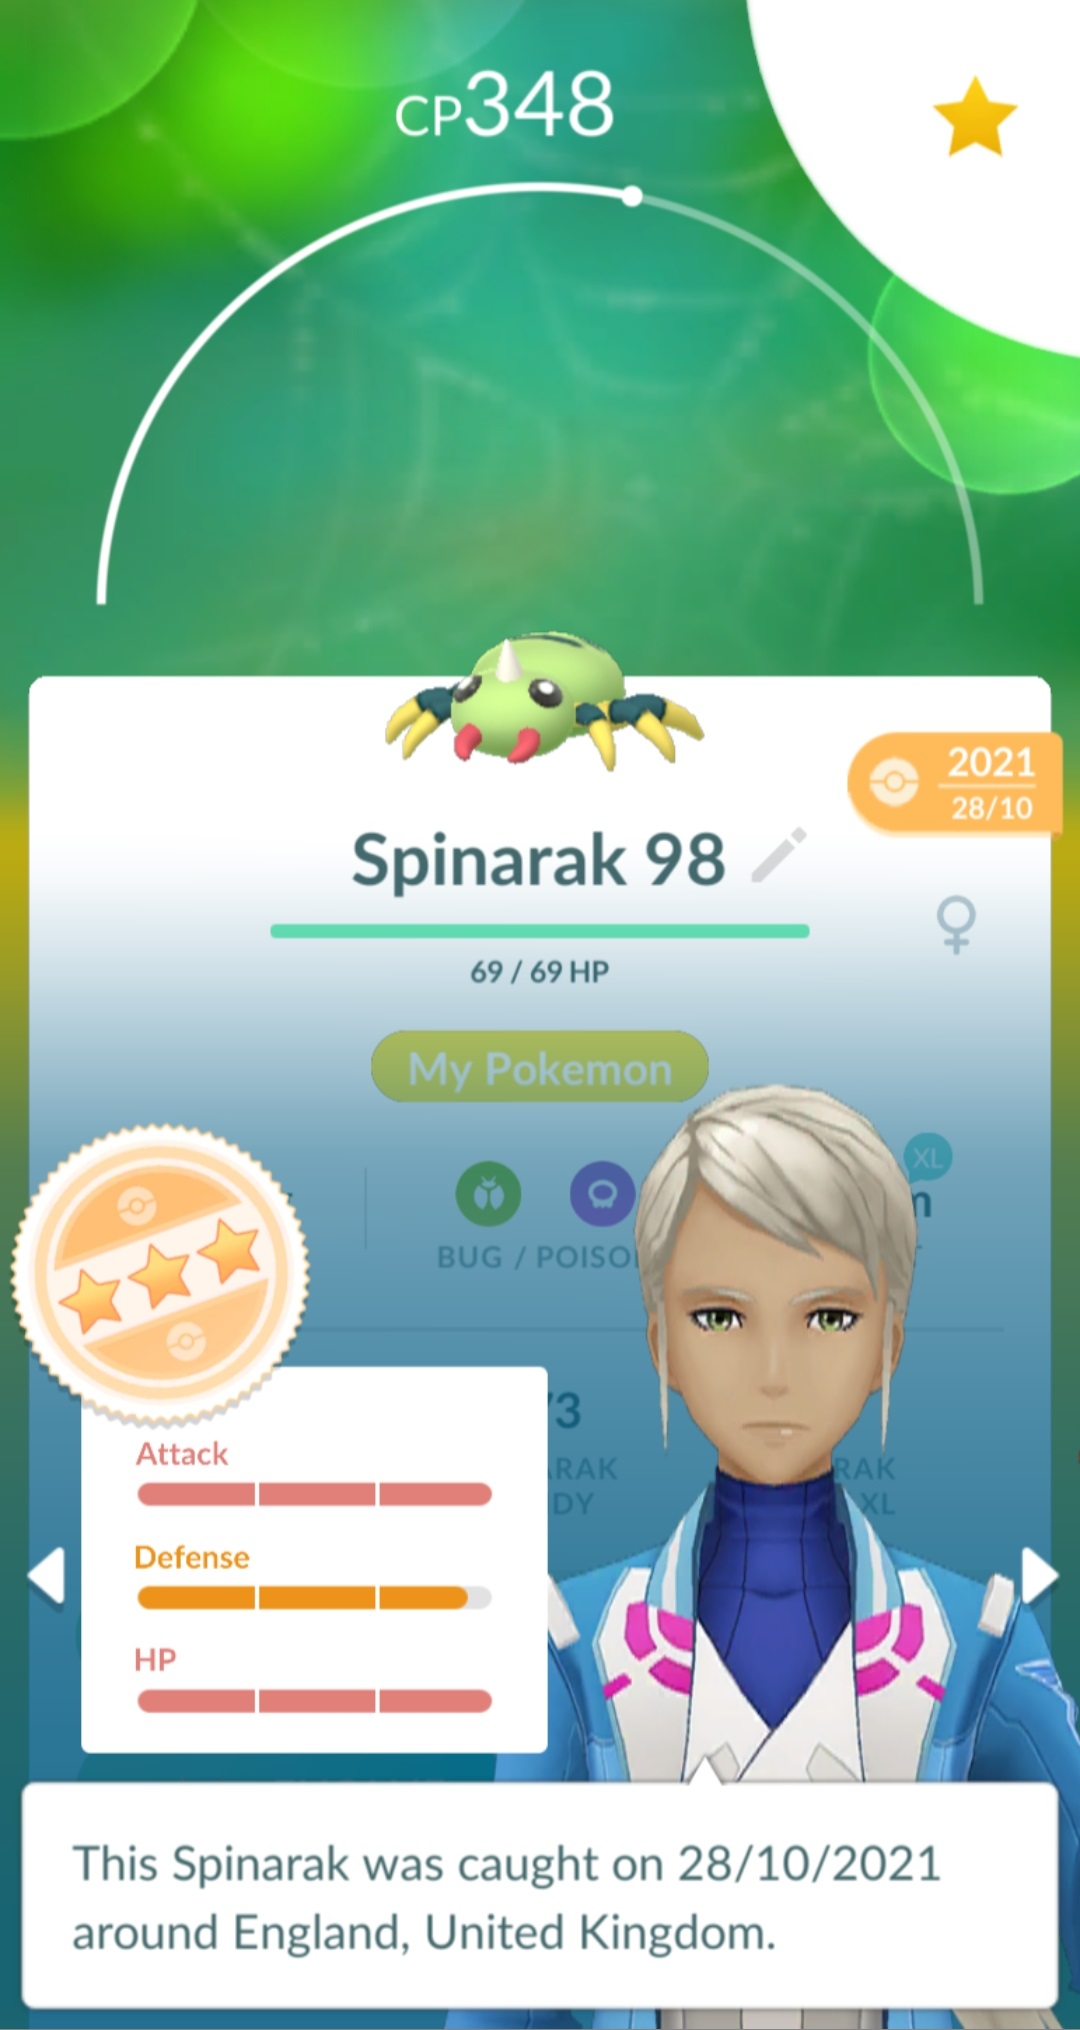 CP348
2021
28/10
Spinarak 98
69 / 69 HP
My Pokemon
XL
BUG /
Attack
Defense
HP
This Spinarak was caught on 28/10/2021
around England, United Kingdom.